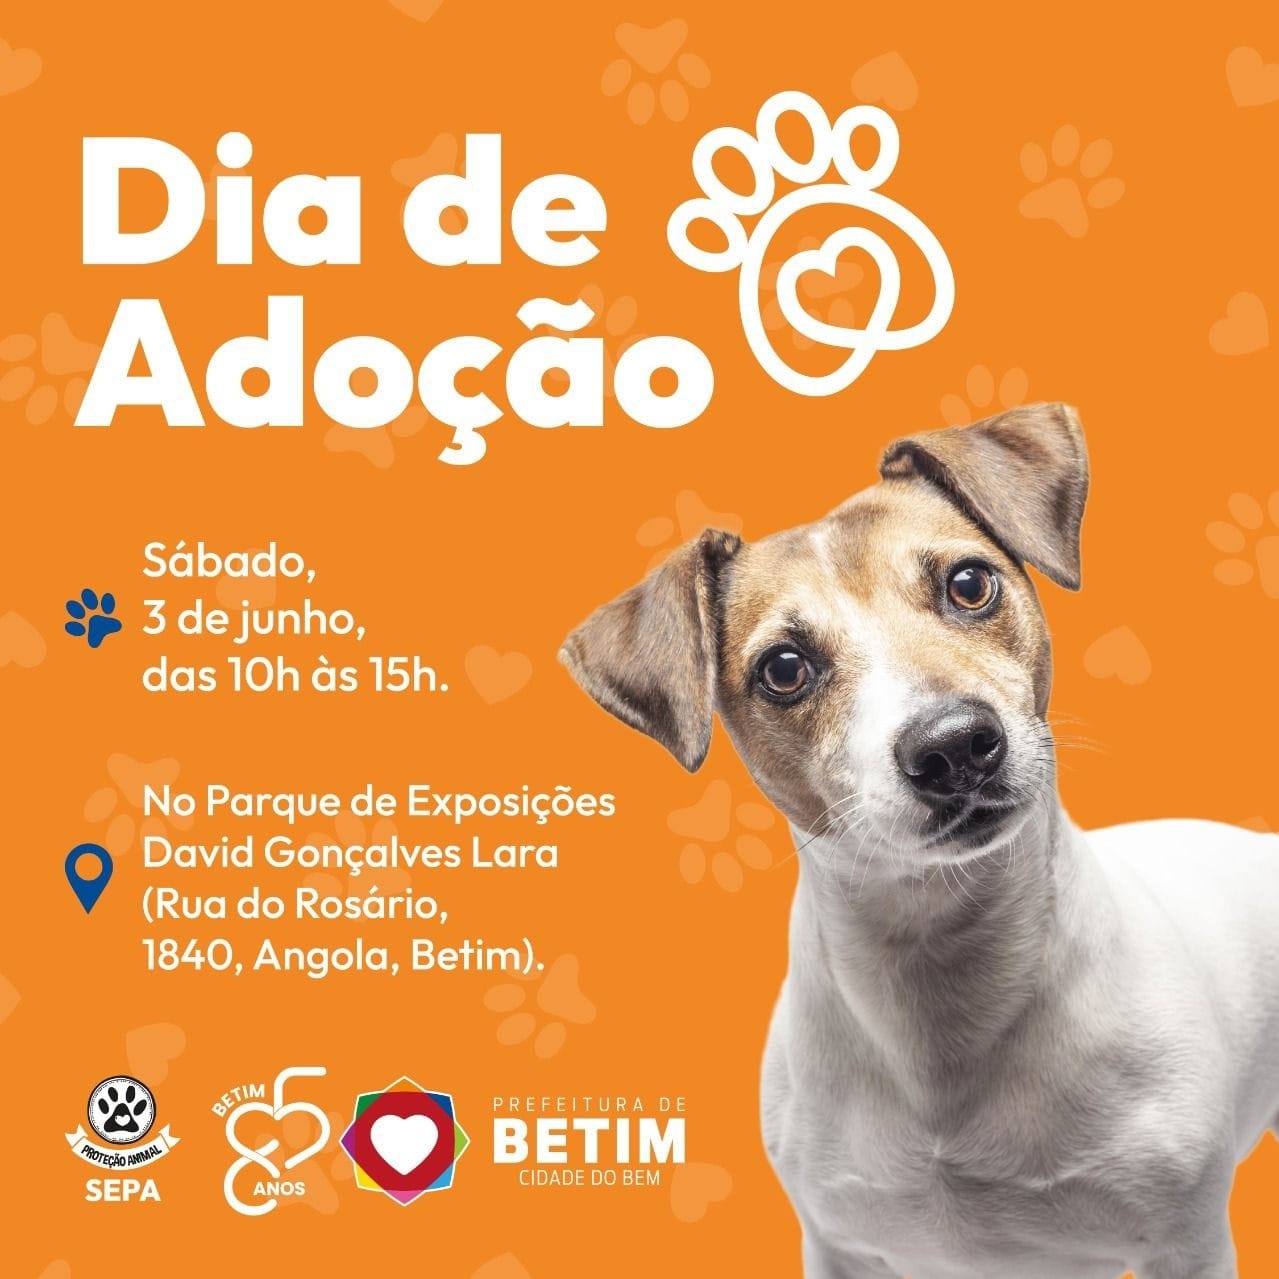 Dia de
Adoção
Sábado,
3 de junho,
das 10h às 15h.
No Parque de Exposições
David Gonçalves Lara
(Rua do Rosário,
1840, Angola, Betim).
PROTEÇÃO ANIMAL
SEPA
BETIM
85
ANOS
PREFEITURA DE
BETIM
CIDADE DO BEM